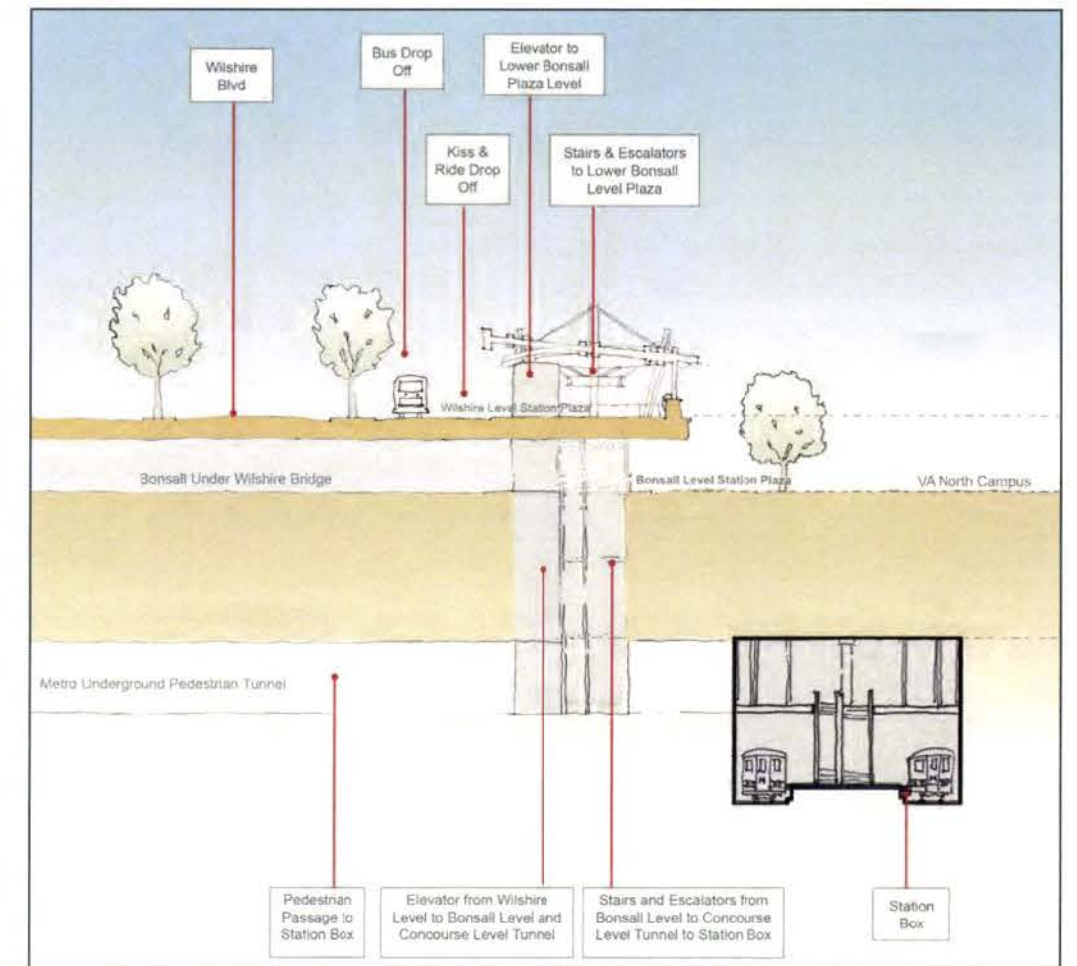 Wilshire
Blvd
Bus Drop
Off
Elevator to
Lower Bonsall
Plaza Level
Kiss &
Ride Drop
Off
Stairs & Escalators
to Lower Bonsall
Level Plaza
Wilshire Level Station Plaza
Bonsall Under Wilshire Bridge
Bonsall Level Station Plaza
VA North Campus
Metro Underground Pedestrian Tunnel
Pedestrian
Passage to
Station Box
Elevator from Wilshire
Level to Bonsall Level and
Concourse Level Tunnel
Stairs and Escalators from
Bonsall Level to Concourse
Level Tunnel to Station Box
Station
Box